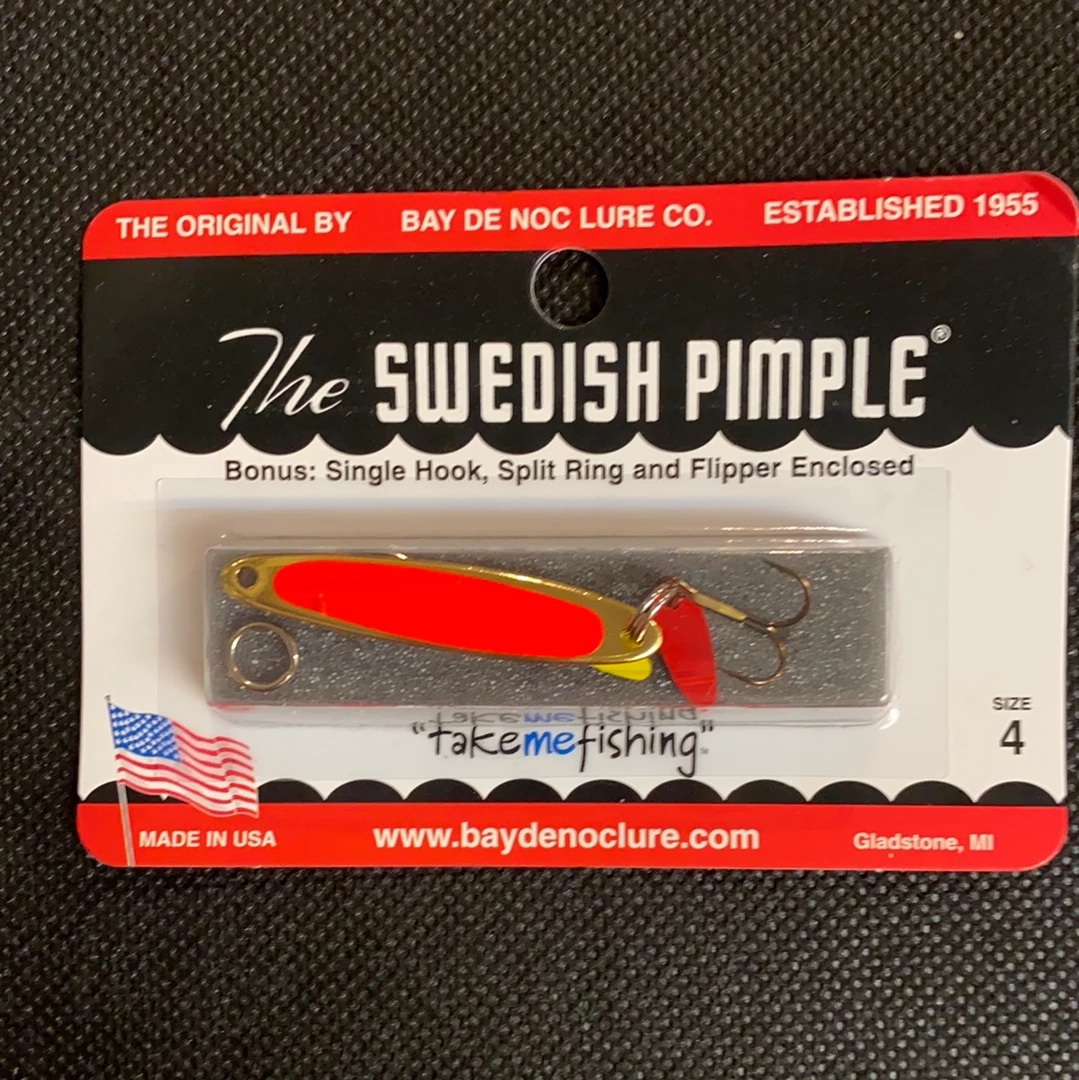 THE ORIGINAL BY BAY DE NOC LURE CO. ESTABLISHED 1955
The SWEDISH PIMPLE®
Bonus: Single Hook, Split Ring and Flipper Enclosed
"takemefishing"™
SIZE
4
MADE IN USA www.baydenoclure.com Gladstone, MI